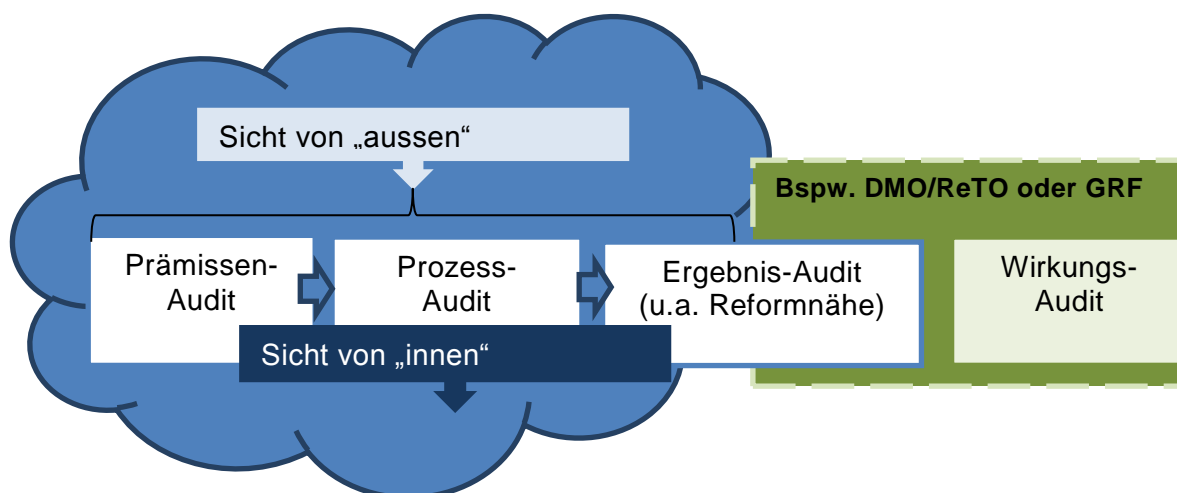 Sicht von „aussen“
Bspw. DMO/ReTO oder GRF
Prämissen-
Audit
Prozess-
Audit
Ergebnis-Audit
(u.a. Reformnähe)
Wirkungs-
Audit
Sicht von „innen“